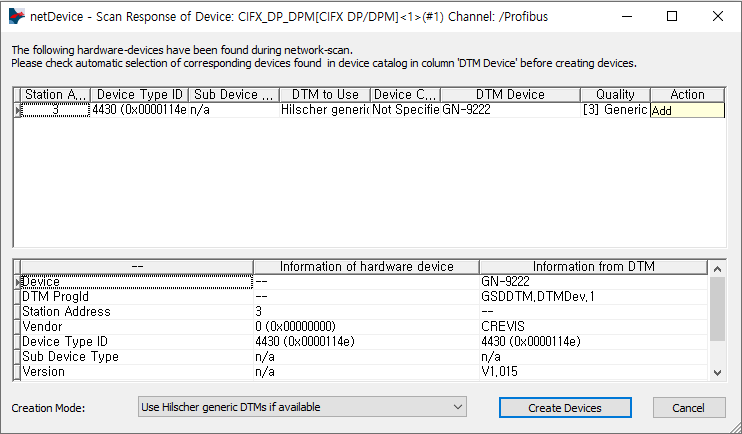 netDevice - Scan Response of Device: CIFX_DP_DPM[CIFX DP/DPM]<1>(#1) Channel: /Profibus
The following hardware-devices have been found during network-scan.
Please check automatic selection of corresponding devices found in device catalog in column 'DTM Device' before creating devices.
Station A... Device Type ID Sub Device ... DTM to Use Device C... DTM Device Quality Action
3 4430 (0x0000114e n/a Hilscher generic Not Specifie GN-9222 [3] Generic Add
-- Information of hardware device Information from DTM
Device -- GN-9222
DTM ProgId -- GSDDTM.DTMDev.1
Station Address 3 --
Vendor 0 (0x00000000) CREVIS
Device Type ID 4430 (0x0000114e) 4430 (0x0000114e)
Sub Device Type n/a n/a
Version n/a V1.015
Creation Mode: Use Hilscher generic DTMs if available Create Devices Cancel